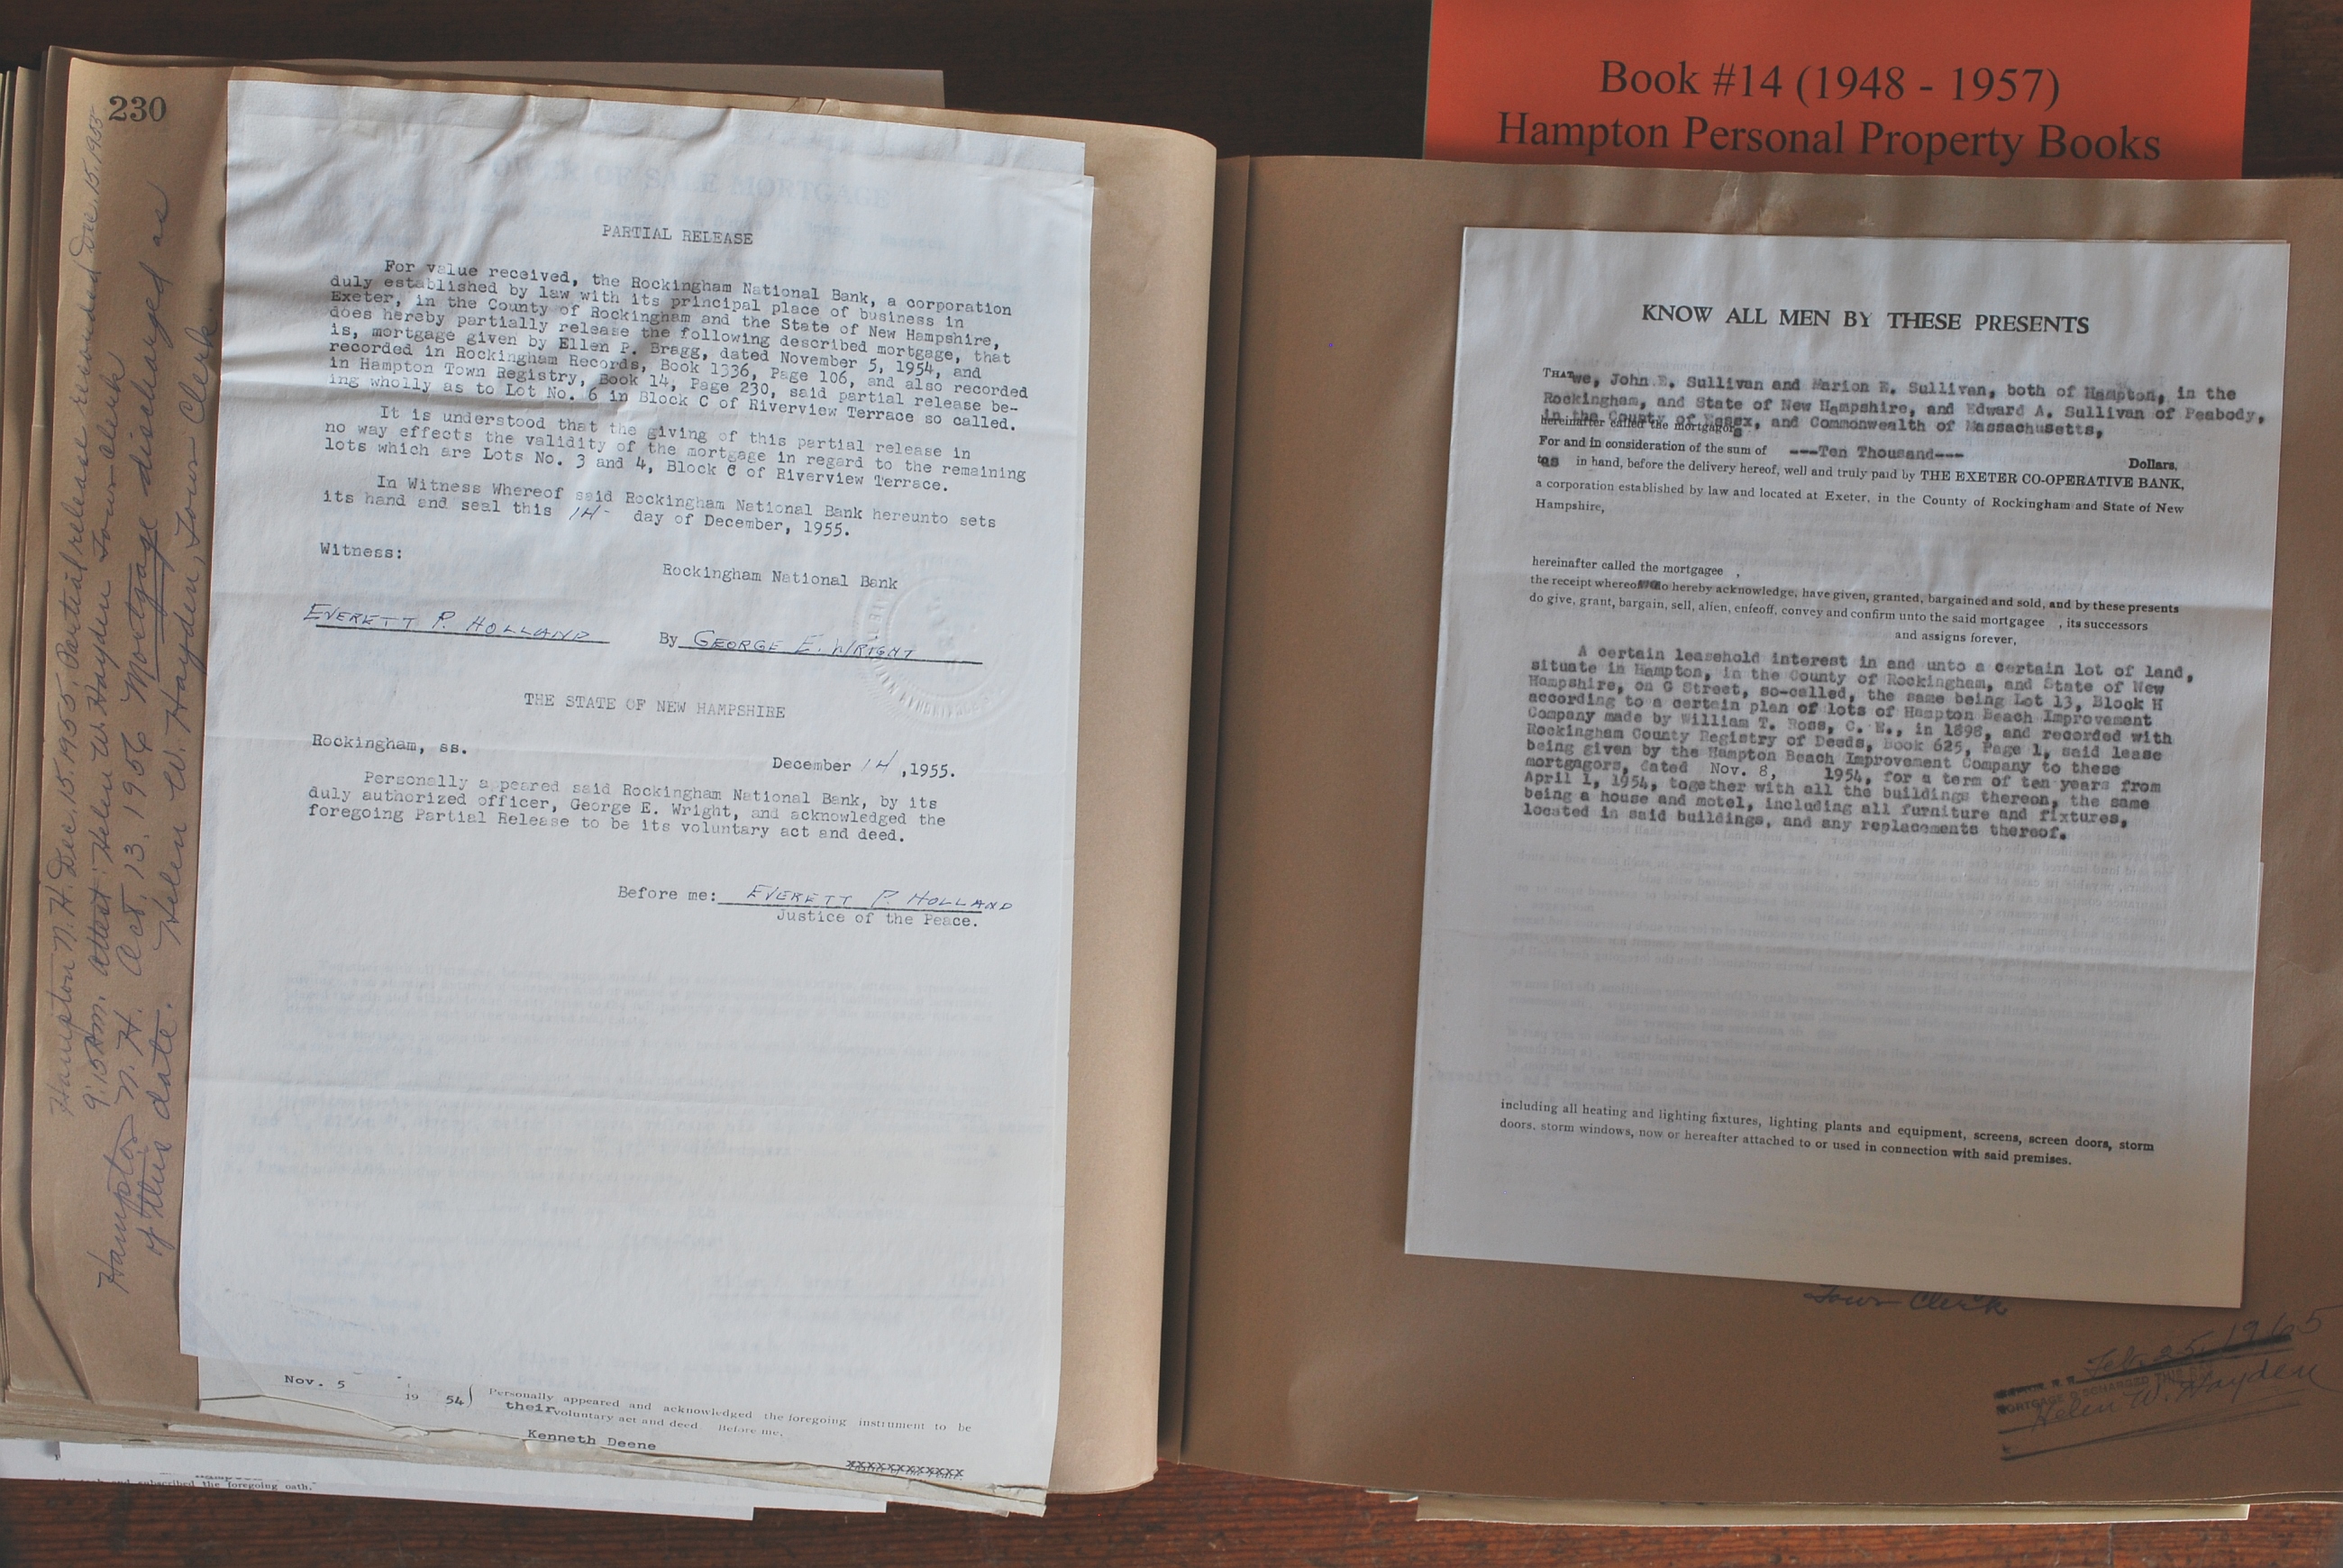 Book #14 (1948 - 1957)
Hampton Personal Property Books
230
Hampton N. H. Dec. 15. 1955. Partial release recorded Dec. 15. 1955
9:15 A.m. Attest: Helen W. Hayden Town Clerk
Hampton N. H. Oct. 13. 1956 Mortgage discharged as
of this date. Helen W. Hayden, Town Clerk
PARTIAL RELEASE
For value received, the Rockingham National Bank, a corporation
duly established by law with its principal place of business in
Exeter, in the County of Rockingham and the State of New Hampshire,
does hereby partially release the following described mortgage, that
is, mortgage given by Ellen P. Bragg, dated November 5, 1954, and
recorded in Rockingham Records, Book 1336, Page 106, and also recorded
in Hampton Town Registry, Book 14, Page 230, said partial release be-
ing wholly as to Lot No. 6 in Block C of Riverview Terrace so called.
It is understood that the giving of this partial release in
no way effects the validity of the mortgage in regard to the remaining
lots which are Lots No. 3 and 4, Block C of Riverview Terrace.
In Witness Whereof said Rockingham National Bank hereunto sets
its hand and seal this 14- day of December, 1955.
Witness:
Rockingham National Bank
EVERETT P. HOLLAND By GEORGE E. WRIGHT
THE STATE OF NEW HAMPSHIRE
Rockingham, ss. December 14, 1955.
Personally appeared said Rockingham National Bank, by its
duly authorized officer, George E. Wright, and acknowledged the
foregoing Partial Release to be its voluntary act and deed.
Before me: EVERETT P. HOLLAND
Justice of the Peace.
Nov. 5 19 54) Personally appeared and acknowledged the foregoing instrument to be
their voluntary act and deed. Before me,
Kenneth Deene
xxxxxxxxxxxx
and subscribed the foregoing oath.
KNOW ALL MEN BY THESE PRESENTS
THAT we, John E. Sullivan and Marion E. Sullivan, both of Hampton, in the
Rockingham, and State of New Hampshire, and Edward A. Sullivan of Peabody,
in the County of Essex, and Commonwealth of Massachusetts,
hereinafter called the mortgagors
For and in consideration of the sum of ---Ten Thousand--- Dollars,
to us in hand, before the delivery hereof, well and truly paid by THE EXETER CO-OPERATIVE BANK,
a corporation established by law and located at Exeter, in the County of Rockingham and State of New
Hampshire,
hereinafter called the mortgagee ,
the receipt whereof we do hereby acknowledge, have given, granted, bargained and sold, and by these presents
do give, grant, bargain, sell, alien, enfeoff, convey and confirm unto the said mortgagee , its successors
and assigns forever,
A certain leasehold interest in and unto a certain lot of land,
situate in Hampton, in the County of Rockingham, and State of New
Hampshire, on G Street, so-called, the same being Lot 13, Block H
according to a certain plan of lots of Hampton Beach Improvement
Company made by William T. Ross, C. E., in 1898, and recorded with
Rockingham County Registry of Deeds, Book 625, Page 1, said lease
being given by the Hampton Beach Improvement Company to these
mortgagors, dated Nov. 8, 1954, for a term of ten years from
April 1, 1954, together with all the buildings thereon, the same
being a house and motel, including all furniture and fixtures,
located in said buildings, and any replacements thereof.
including all heating and lighting fixtures, lighting plants and equipment, screens, screen doors, storm
doors, storm windows, now or hereafter attached to or used in connection with said premises.
Town Clerk
Feb. 25, 1965
MORTGAGE DISCHARGED
Helen W. Hayden